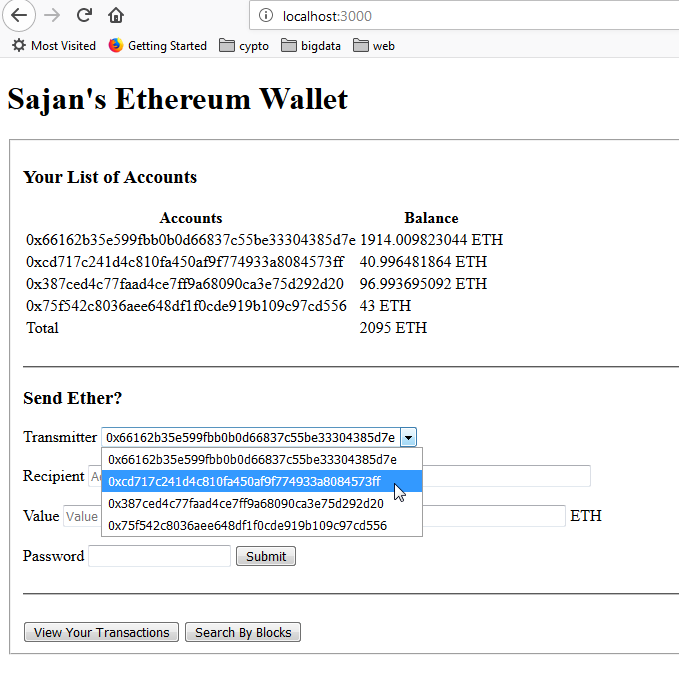 localhost:3000
Most Visited Getting Started cypto bigdata web
Sajan's Ethereum Wallet
Your List of Accounts
Accounts Balance
0x66162b35e599fbb0b0d66837c55be33304385d7e 1914.009823044 ETH
0xcd717c241d4c810fa450af9f774933a8084573ff 40.996481864 ETH
0x387ced4c77faad4ce7ff9a68090ca3e75d292d20 96.993695092 ETH
0x75f542c8036aee648df1f0cde919b109c97cd556 43 ETH
Total 2095 ETH
Send Ether?
Transmitter 0x66162b35e599fbb0b0d66837c55be33304385d7e
0x66162b35e599fbb0b0d66837c55be33304385d7e
Recipient
0xcd717c241d4c810fa450af9f774933a8084573ff
0x387ced4c77faad4ce7ff9a68090ca3e75d292d20
Value Value ETH
0x75f542c8036aee648df1f0cde919b109c97cd556
Password Submit
View Your Transactions Search By Blocks